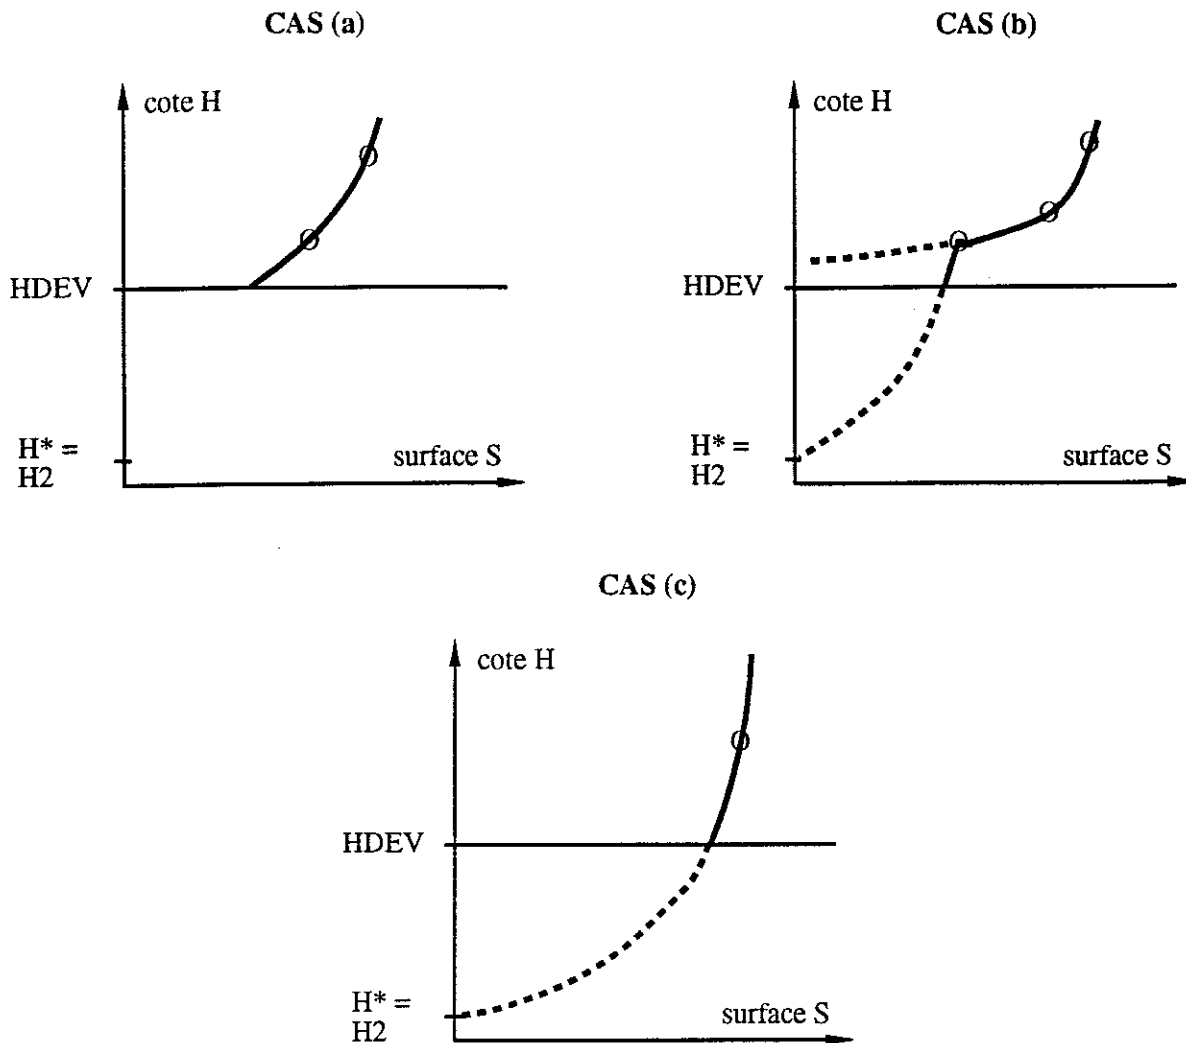 CAS (a)
CAS (b)
cote H
cote H
HDEV
HDEV
H* =
H2
surface S
H* =
H2
surface S
CAS (c)
cote H
HDEV
H* =
H2
surface S